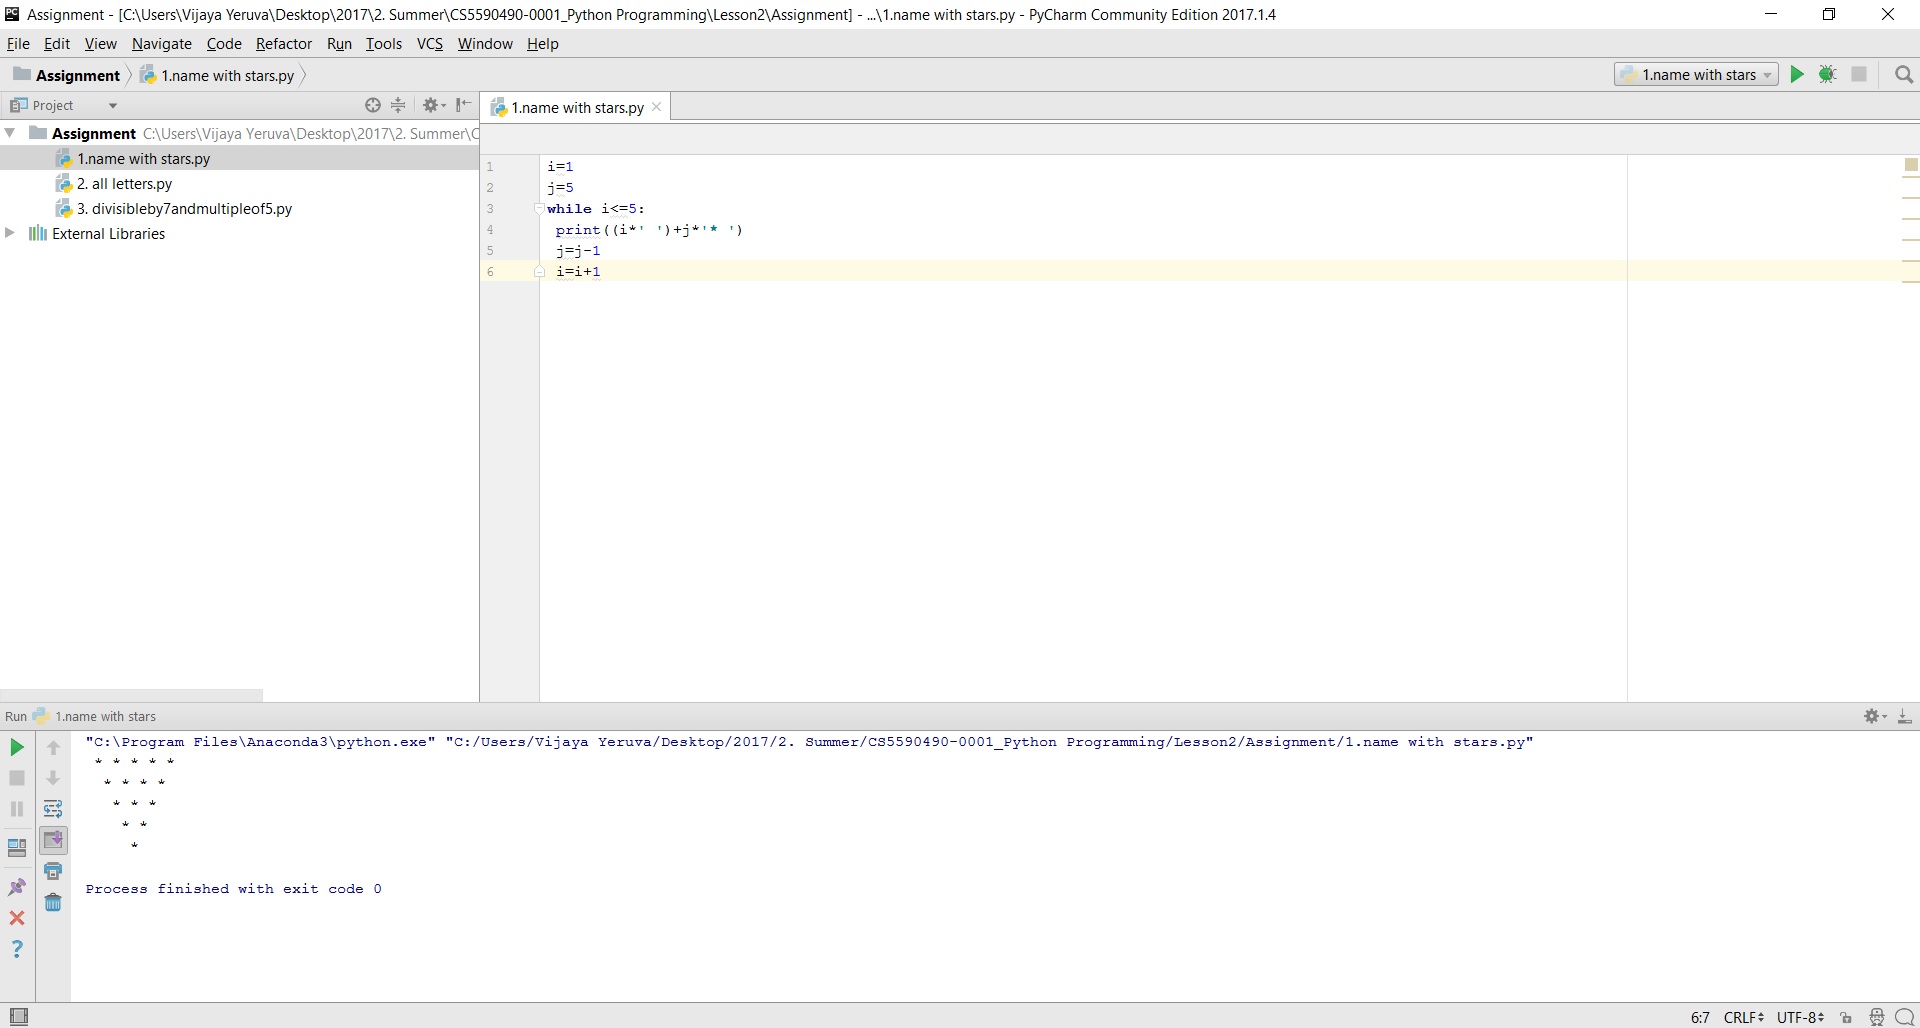 PC Assignment - [C:\Users\Vijaya Yeruva\Desktop\2017\2. Summer\CS5590490-0001_Python Programming\Lesson2\Assignment] - ...\1.name with stars.py - PyCharm Community Edition 2017.1.4
File Edit View Navigate Code Refactor Run Tools VCS Window Help
Assignment 1.name with stars.py 1.name with stars
Project 1.name with stars.py
Assignment C:\Users\Vijaya Yeruva\Desktop\2017\2. Summer\C
1.name with stars.py
2. all letters.py
3. divisibleby7andmultipleof5.py
External Libraries
1 i=1
2 j=5
3 while i<=5:
4 print((i*' ')+j*'* ')
5 j=j-1
6 i=i+1
Run 1.name with stars
"C:\Program Files\Anaconda3\python.exe" "C:/Users/Vijaya Yeruva/Desktop/2017/2. Summer/CS5590490-0001_Python Programming/Lesson2/Assignment/1.name with stars.py"
* * * * *
* * * *
* * *
* *
*
Process finished with exit code 0
6:7 CRLF UTF-8